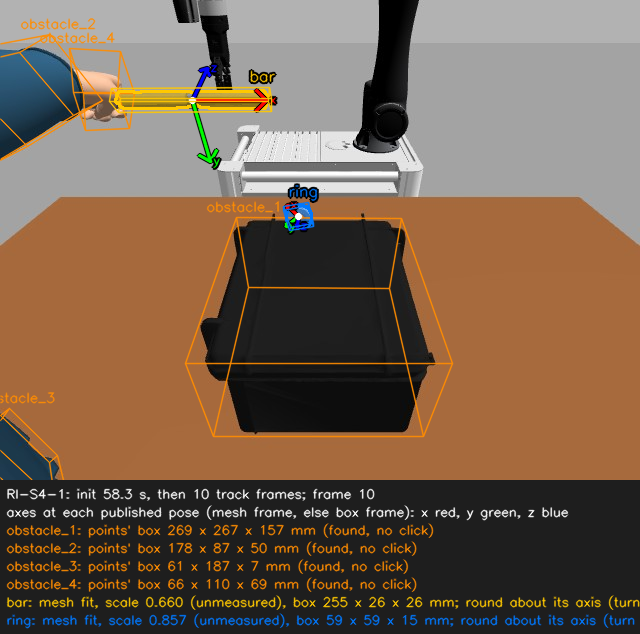 obstacle_2
obstacle_4
bar
x
y
ring
obstacle_1
stacle_3
RI-S4-1: init 58.3 s, then 10 track frames; frame 10
axes at each published pose (mesh frame, else box frame): x red, y green, z blue
obstacle_1: points' box 269 x 267 x 157 mm (found, no click)
obstacle_2: points' box 178 x 87 x 50 mm (found, no click)
obstacle_3: points' box 61 x 187 x 7 mm (found, no click)
obstacle_4: points' box 66 x 110 x 69 mm (found, no click)
bar: mesh fit, scale 0.660 (unmeasured), box 255 x 26 x 26 mm; round about its axis (turn
ring: mesh fit, scale 0.857 (unmeasured), box 59 x 59 x 15 mm; round about its axis (turn